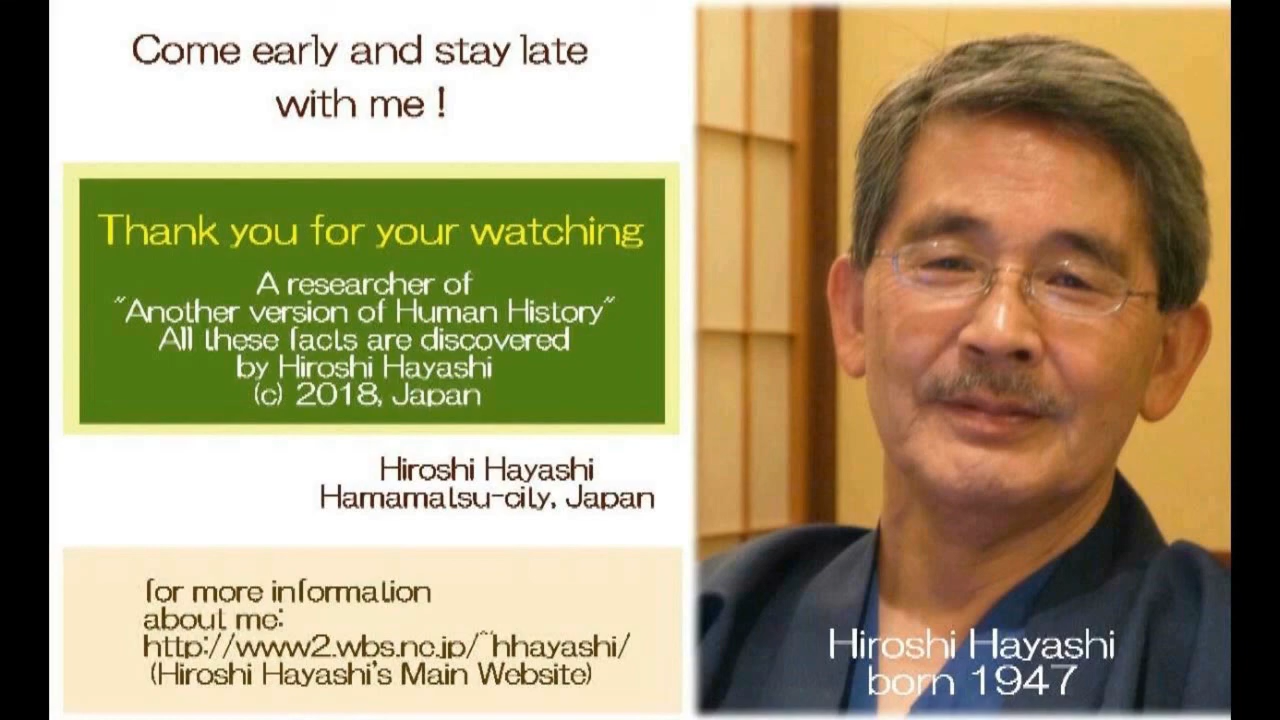 Come early and stay late
with me !
Thank you for your watching
A researcher of
"Another version of Human History"
All these facts are discovered
by Hiroshi Hayashi
(c) 2018, Japan
Hiroshi Hayashi
Hamamatsu-city, Japan
for more information
about me:
http://www2.wbs.ne.jp/~hhayashi/
(Hiroshi Hayashi's Main Website)
Hiroshi Hayashi
born 1947